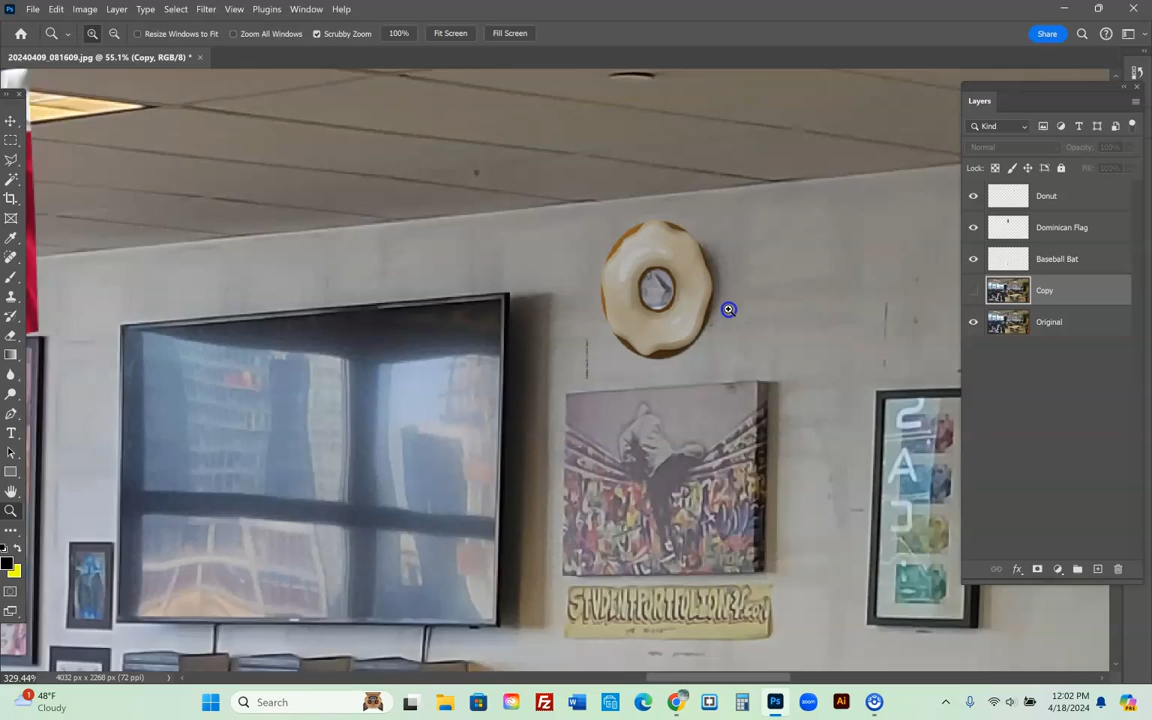 File Edit Image Layer Type Select Filter View Plugins Window Help
Resize Windows to Fit Zoom All Windows Scrubby Zoom 100% Fit Screen Fill Screen Share
20240409_081609.jpg @ 55.1% (Copy, RGB/8) * ×
Layers
Kind
Normal Opacity: 100%
Lock: Fill: 100%
Donut
Dominican Flag
Baseball Bat
Copy
Original
329.44% 4032 px x 2268 px (72 ppi)
48°F
Cloudy
Search
12:02 PM
4/18/2024